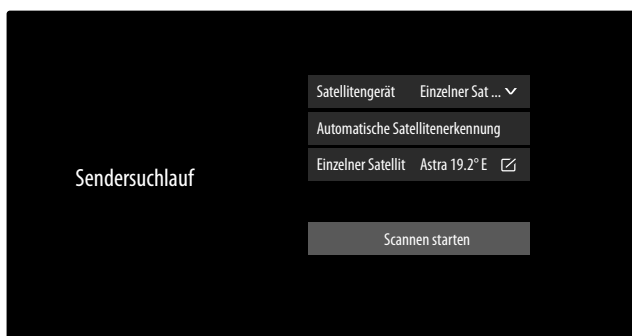 Satellitengerät Einzelner Sat ...
Automatische Satellitenerkennung
Einzelner Satellit Astra 19.2° E
Sendersuchlauf
Scannen starten